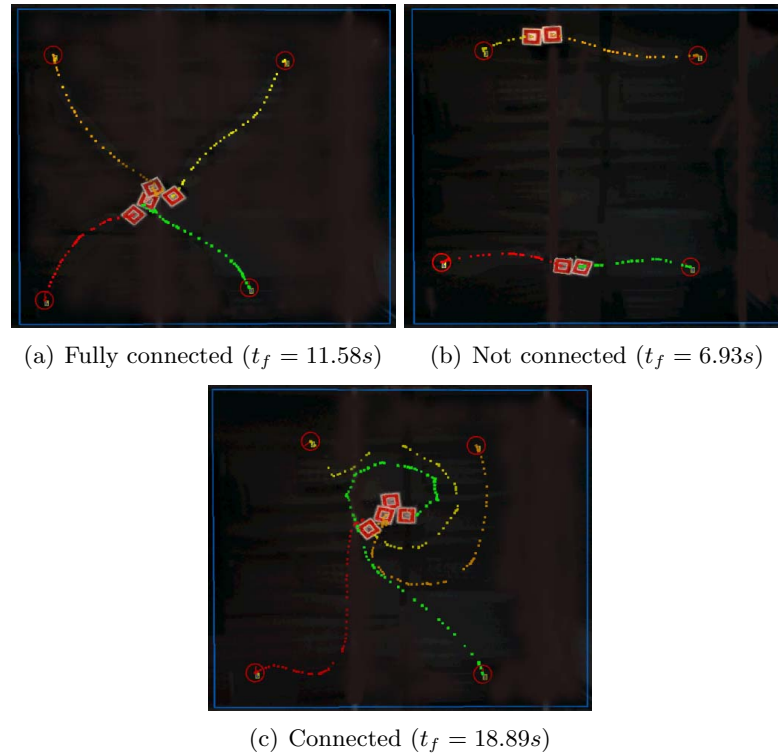 (a) Fully connected (t_f = 11.58s)
(b) Not connected (t_f = 6.93s)
(c) Connected (t_f = 18.89s)